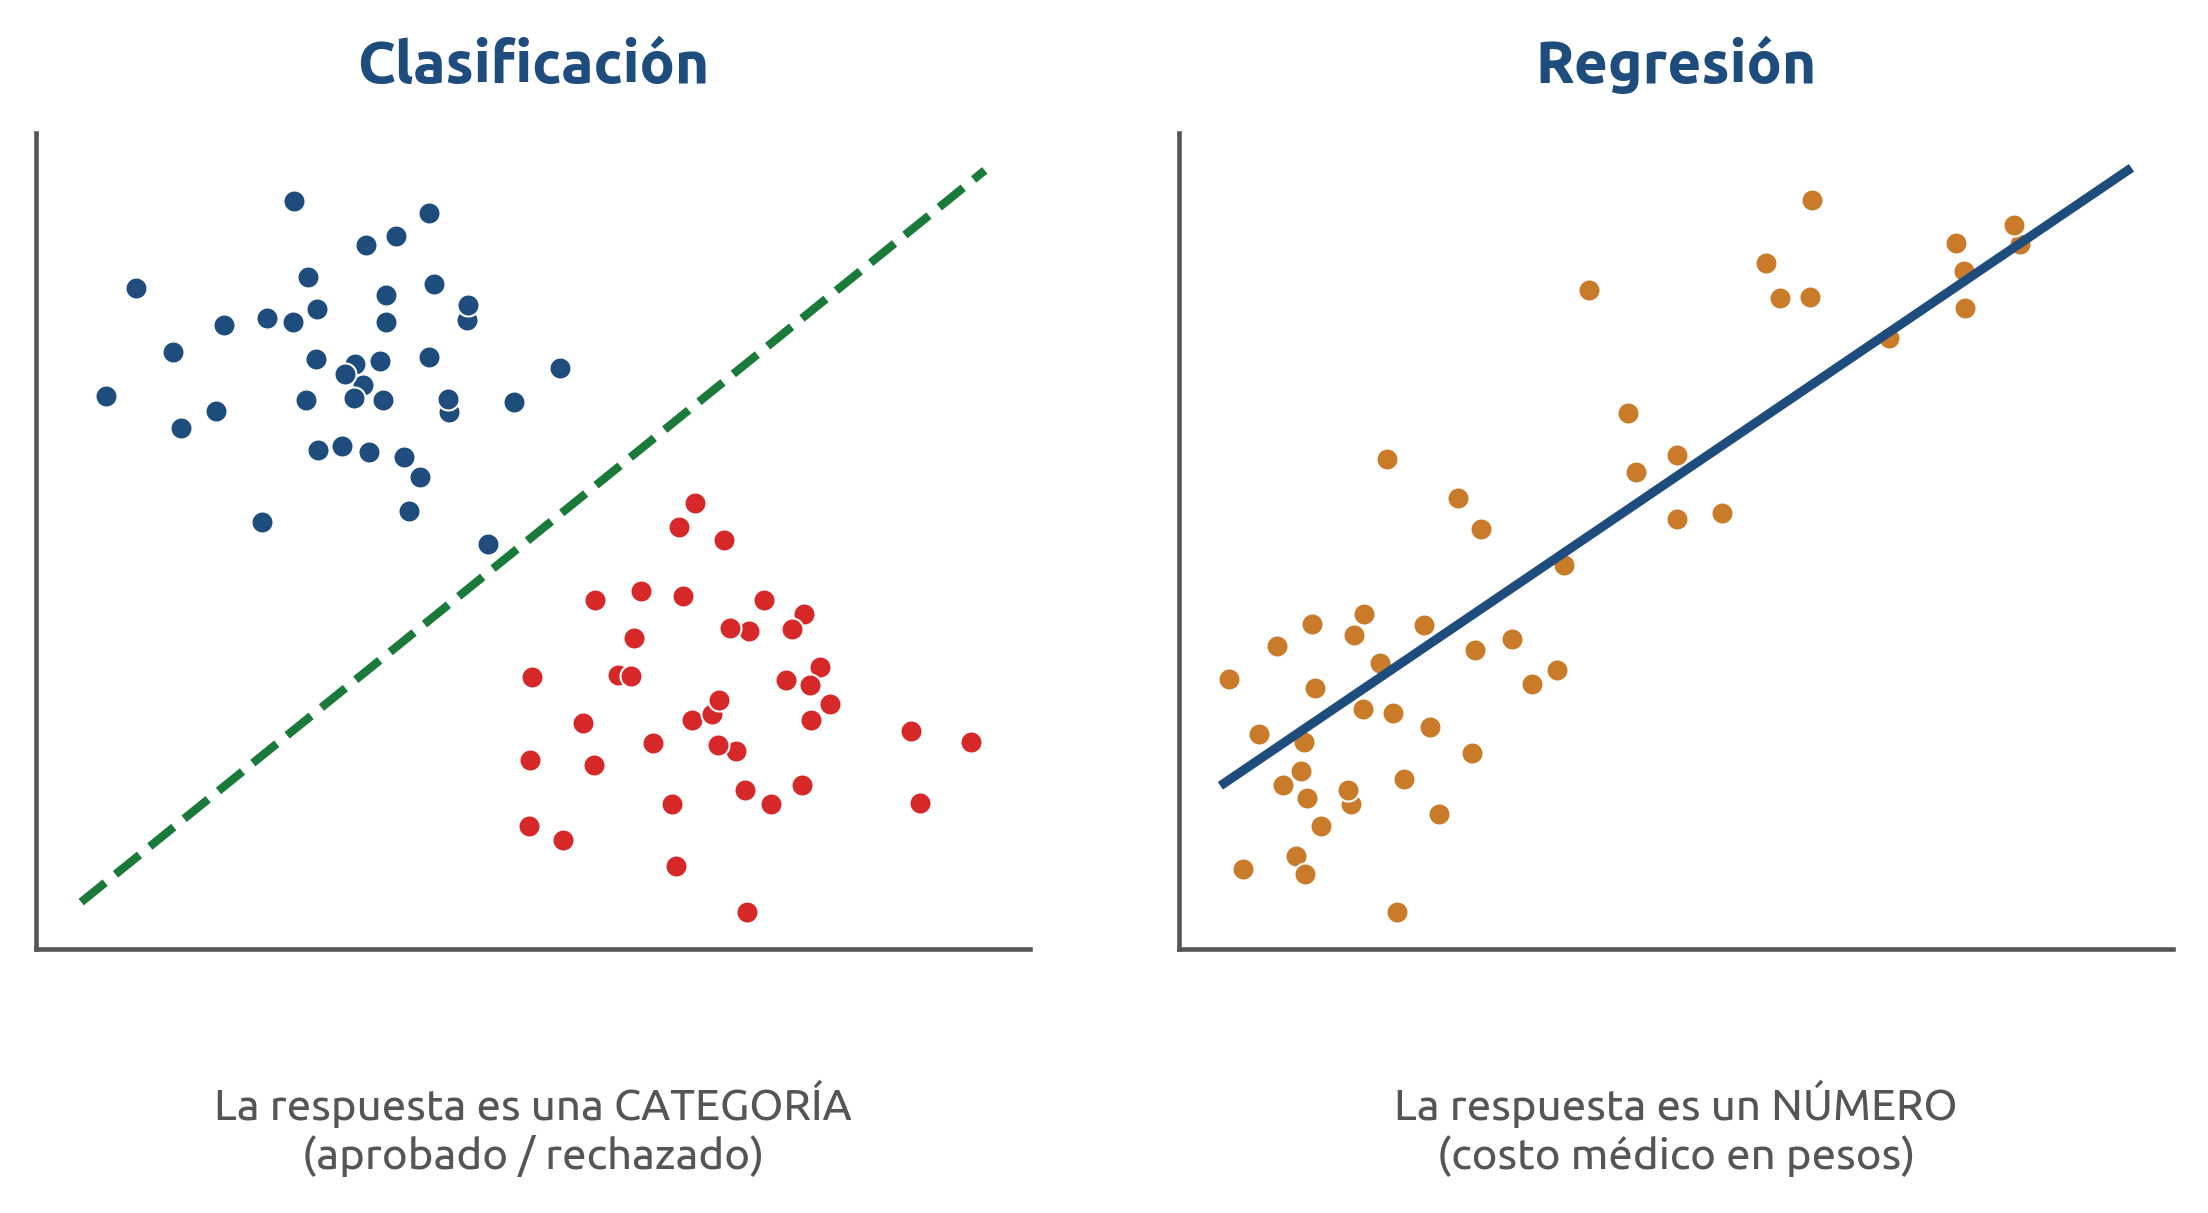 Clasificación
La respuesta es una CATEGORÍA
(aprobado / rechazado)
Regresión
La respuesta es un NÚMERO
(costo médico en pesos)